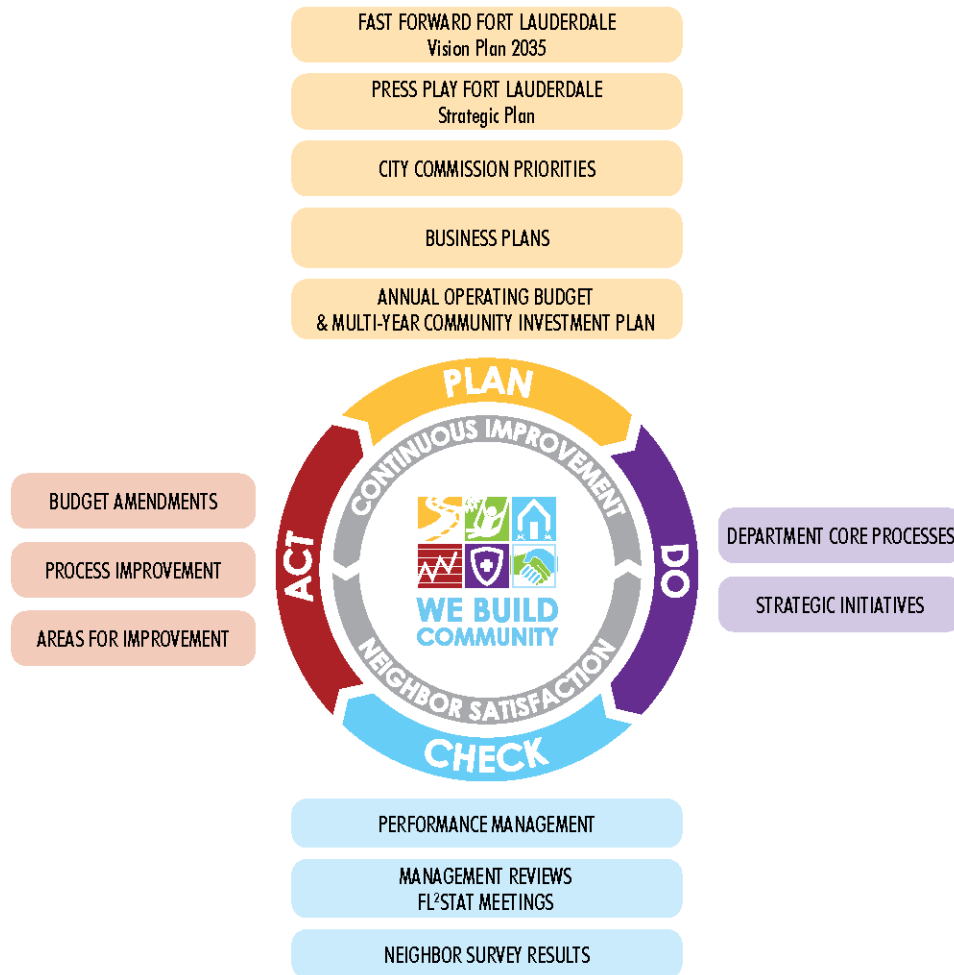 FAST FORWARD FORT LAUDERDALE
Vision Plan 2035
PRESS PLAY FORT LAUDERDALE
Strategic Plan
CITY COMMISSION PRIORITIES
BUSINESS PLANS
ANNUAL OPERATING BUDGET
& MULTI-YEAR COMMUNITY INVESTMENT PLAN
PLAN
CONTINUOUS IMPROVEMENT
ACT
BUDGET AMENDMENTS
PROCESS IMPROVEMENT
AREAS FOR IMPROVEMENT
WE BUILD
COMMUNITY
DO
DEPARTMENT CORE PROCESSES
STRATEGIC INITIATIVES
NEIGHBOR SATISFACTION
CHECK
PERFORMANCE MANAGEMENT
MANAGEMENT REVIEWS
FL²STAT MEETINGS
NEIGHBOR SURVEY RESULTS